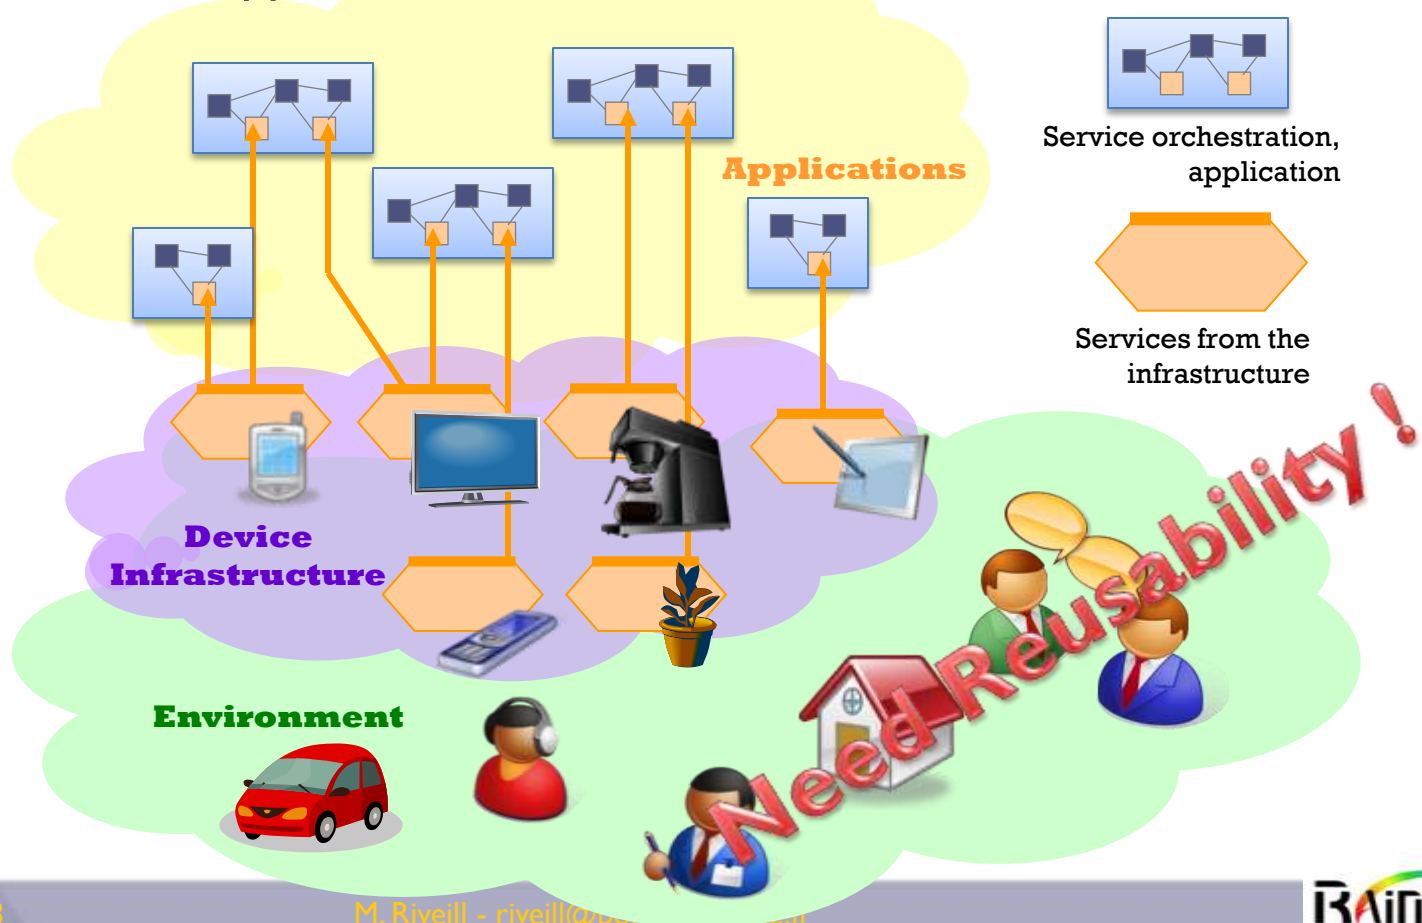 Applications
Service orchestration,
application
Services from the
infrastructure
Need Reusability !
Device
Infrastructure
Environment
M. Riveill - riveill@